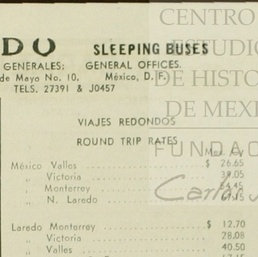 CENTRO
DO SLEEPING BUSES
ESTUDIO
GENERALES: GENERAL OFFICES.
de Mayo No. 10, México, D. F.
DE HISTO
TELS. 27391 & J0457
DE MEXI
VIAJES REDONDOS
ROUND TRIP RATES
FUNDAC
México Valles $ 26.65
" Victoria
" Monterrey
" N. Laredo
Laredo Monterrey $ 12.70
" Victoria 28.08
" Valles 40.50